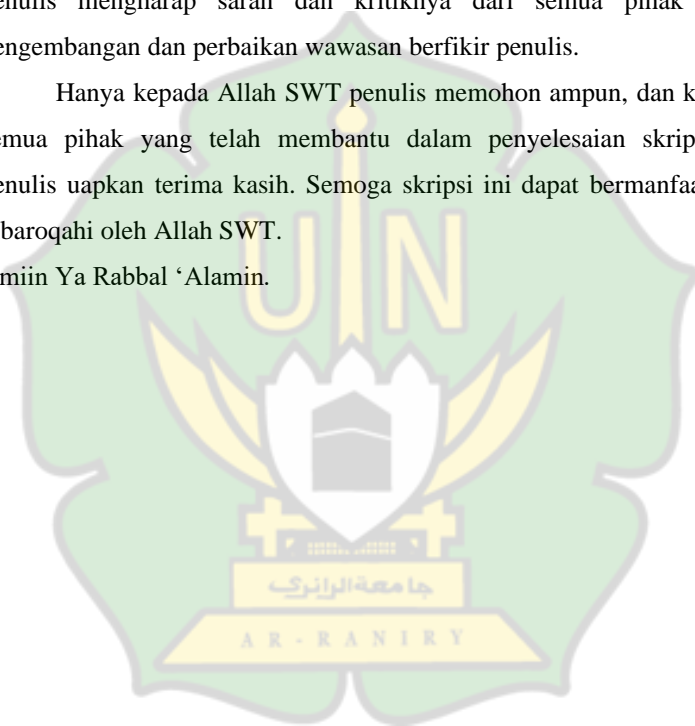 enulis mengharap saran dan kritiknya dari semua pihak
engembangan dan perbaikan wawasan berfikir penulis.
Hanya kepada Allah SWT penulis memohon ampun, dan k
emua pihak yang telah membantu dalam penyelesaian skrip
enulis uapkan terima kasih. Semoga skripsi ini dapat bermanfaa
baroqahi oleh Allah SWT.
miin Ya Rabbal ‘Alamin.
UIN
جامعةالرانري
AR-RANIRY